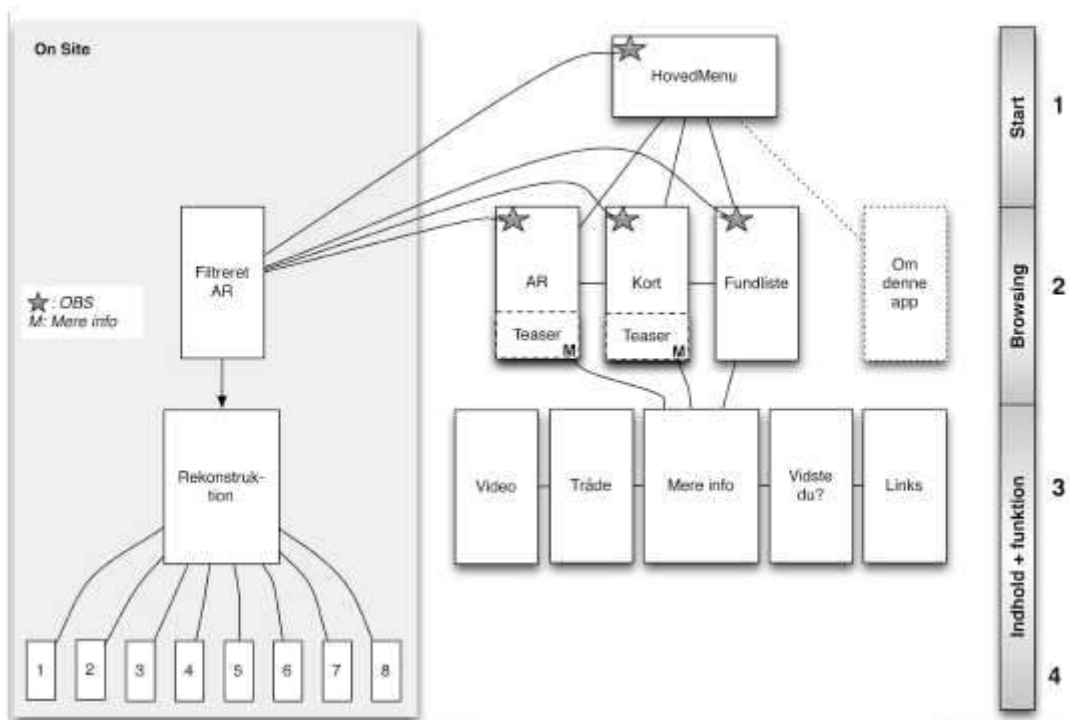 On Site
HovedMenu
Filtreret
AR
: OBS
M: Mere info
AR
Teaser
M
Kort
Teaser
M
Fundliste
Om
denne
app
Rekonstruk-
tion
Video
Tråde
Mere info
Vidste
du?
Links
1
2
3
4
5
6
7
8
Start
1
Browsing
2
Indhold + funktion
3
4